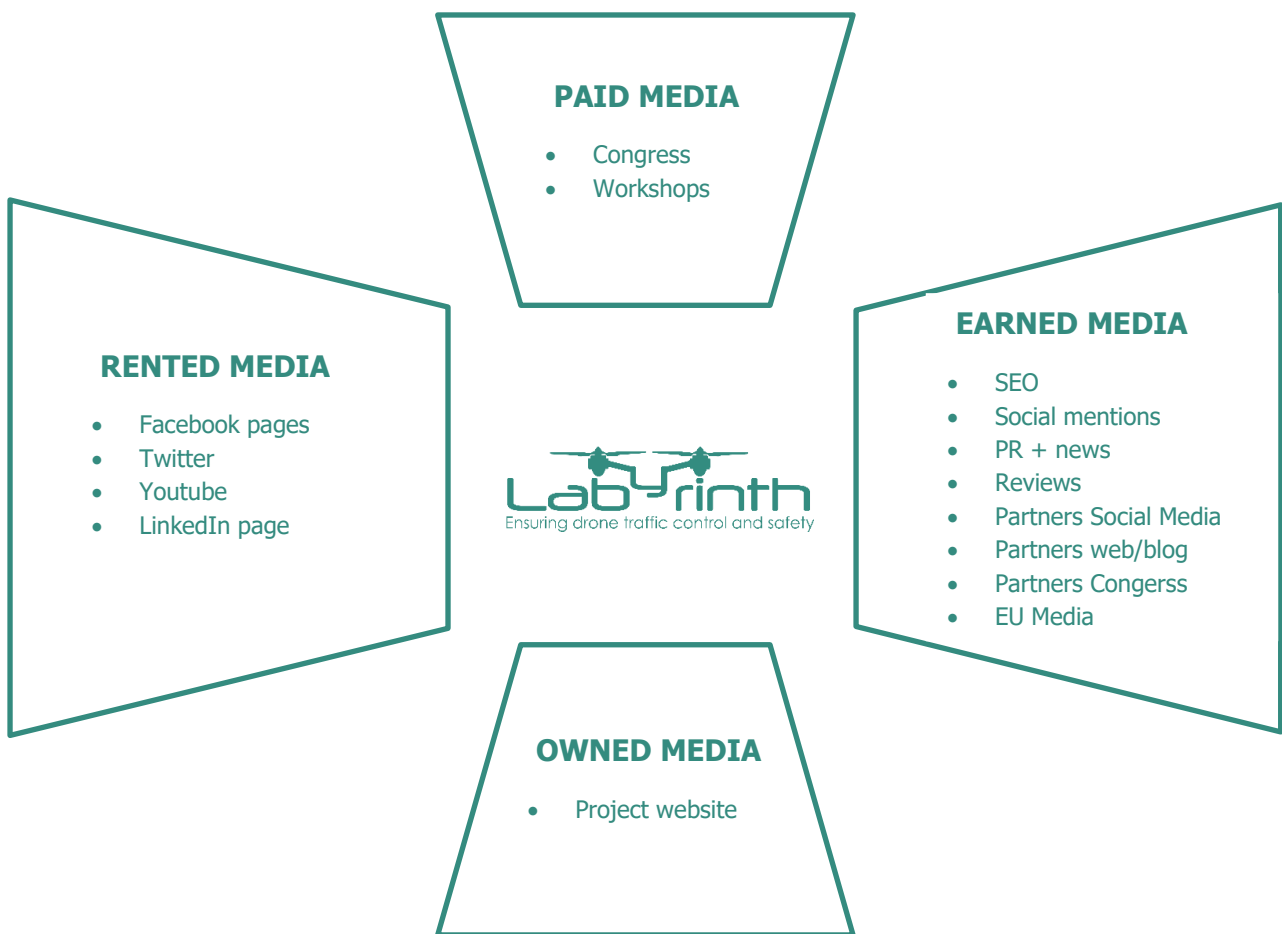 PAID MEDIA
• Congress
• Workshops
RENTED MEDIA
• Facebook pages
• Twitter
• Youtube
• LinkedIn page
Labyrinth
Ensuring drone traffic control and safety
EARNED MEDIA
• SEO
• Social mentions
• PR + news
• Reviews
• Partners Social Media
• Partners web/blog
• Partners Congerss
• EU Media
OWNED MEDIA
• Project website